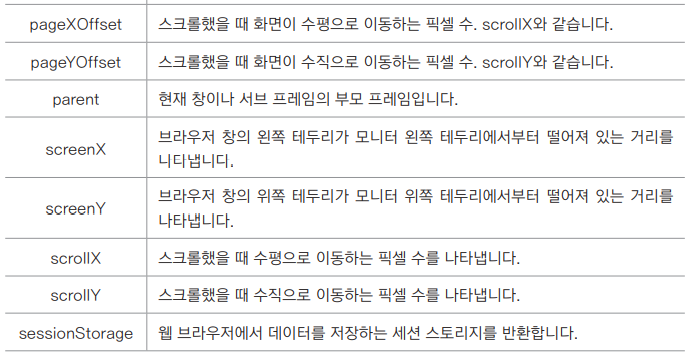 pageXOffset 스크롤했을 때 화면이 수평으로 이동하는 픽셀 수. scrollX와 같습니다.
pageYOffset 스크롤했을 때 화면이 수직으로 이동하는 픽셀 수. scrollY와 같습니다.
parent 현재 창이나 서브 프레임의 부모 프레임입니다.
screenX 브라우저 창의 왼쪽 테두리가 모니터 왼쪽 테두리에서부터 떨어져 있는 거리를
나타냅니다.
screenY 브라우저 창의 위쪽 테두리가 모니터 위쪽 테두리에서부터 떨어져 있는 거리를
나타냅니다.
scrollX 스크롤했을 때 수평으로 이동하는 픽셀 수를 나타냅니다.
scrollY 스크롤했을 때 수직으로 이동하는 픽셀 수를 나타냅니다.
sessionStorage 웹 브라우저에서 데이터를 저장하는 세션 스토리지를 반환합니다.